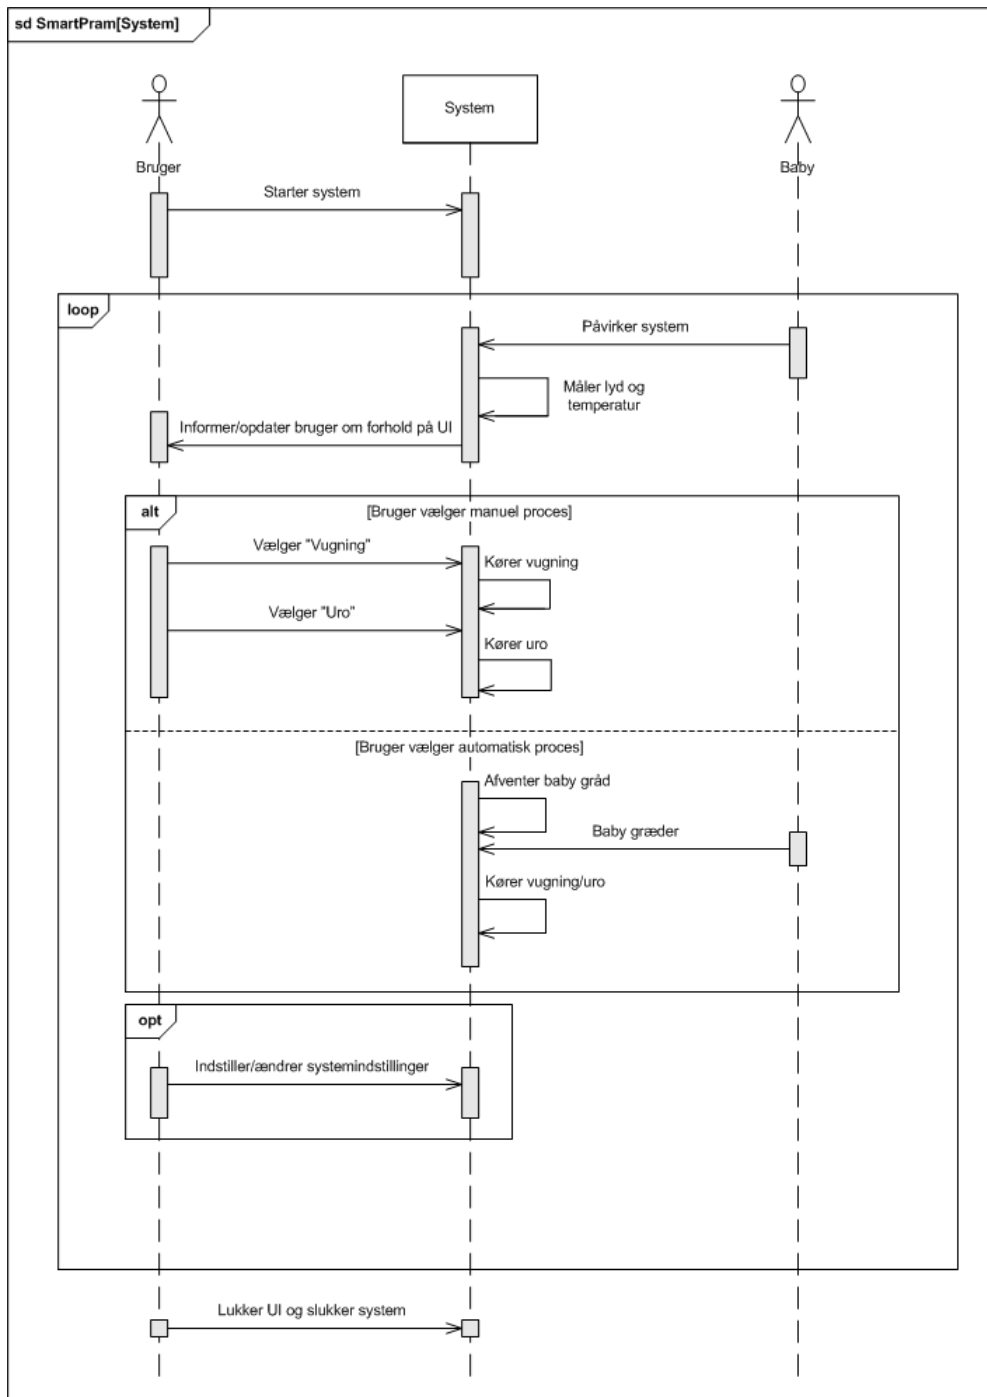 sd SmartPram[System]
System
Bruger
Baby
Starter system
loop
Påvirker system
Måler lyd og
temperatur
Informer/opdater bruger om forhold på UI
alt
[Bruger vælger manuel proces]
Vælger "Vugning"
Kører vugning
Vælger "Uro"
Kører uro
[Bruger vælger automatisk proces]
Afventer baby gråd
Baby græder
Kører vugning/uro
opt
Indstiller/ændrer systemindstillinger
Lukker UI og slukker system